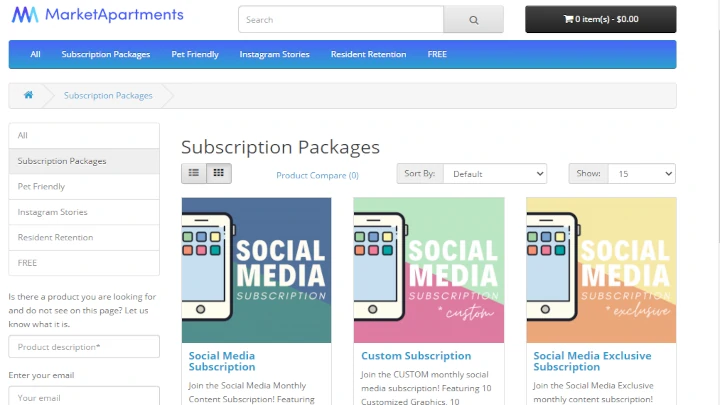 MarketApartments
Search
0 item(s) - $0.00
All Subscription Packages Pet Friendly Instagram Stories Resident Retention FREE
Subscription Packages
All
Subscription Packages
Pet Friendly
Instagram Stories
Resident Retention
FREE
Is there a product you are looking for
and do not see on this page? Let us
know what it is.
Product description*
Enter your email
Your email
Subscription Packages
Product Compare (0)
Sort By: Default
Show: 15
SOCIAL
MEDIA
SUBSCRIPTION
Social Media
Subscription
Join the Social Media Monthly
Content Subscription! Featuring
SOCIAL
MEDIA
SUBSCRIPTION
* custom
Custom Subscription
Join the CUSTOM monthly social
media subscription! Featuring 10
Customized Graphics, 10
SOCIAL
MEDIA
SUBSCRIPTION
* exclusive
Social Media Exclusive
Subscription
Join the Social Media Exclusive
monthly content subscription!